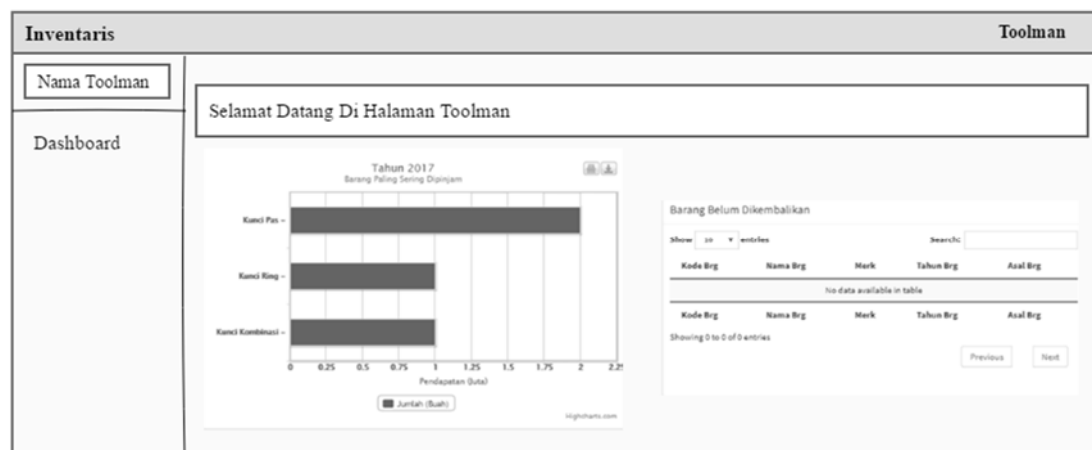 Inventaris
Toolman
Nama Toolman
Dashboard
Selamat Datang Di Halaman Toolman
Tahun 2017
Barang Paling Sering Dipinjam
Kunci Pas
Kunci Ring
Kunci Kombinasi
0 0.25 0.5 0.75 1 1.25 1.5 1.75 2 2.25
Pendapatan (Juta)
Jumlah (Buah)
Highcharts.com
Barang Belum Dikembalikan
Show 10 entries
Search:
Kode Brg Nama Brg Merk Tahun Brg Asal Brg
No data available in table
Kode Brg Nama Brg Merk Tahun Brg Asal Brg
Showing 0 to 0 of 0 entries
Previous Next